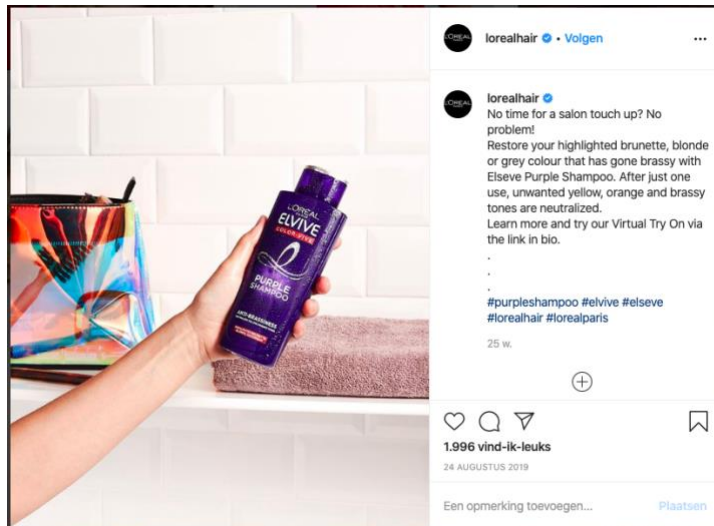 L'ORÉAL
PARIS
ELVIVE
COLOR-VIVE
PURPLE
SHAMPOO
ANTI-BRASSINESS
lorealhair • Volgen
lorealhair
No time for a salon touch up? No
problem!
Restore your highlighted brunette, blonde
or grey colour that has gone brassy with
Elseve Purple Shampoo. After just one
use, unwanted yellow, orange and brassy
tones are neutralized.
Learn more and try our Virtual Try On via
the link in bio.
.
.
.
#purpleshampoo #elvive #elseve
#lorealhair #lorealparis
25 w.
1.996 vind-ik-leuks
24 AUGUSTUS 2019
Een opmerking toevoegen... Plaatsen